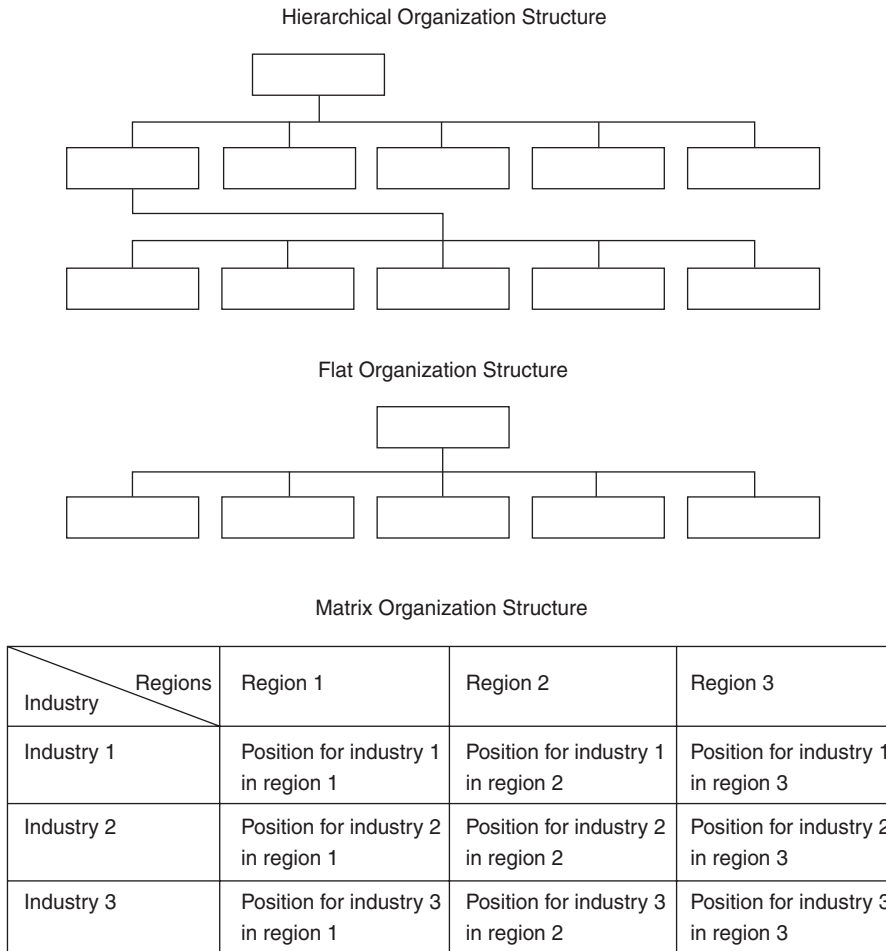 Hierarchical Organization Structure
Flat Organization Structure
Matrix Organization Structure
Regions
Industry
Region 1
Region 2
Region 3
Industry 1
Position for industry 1
in region 1
Position for industry 1
in region 2
Position for industry 1
in region 3
Industry 2
Position for industry 2
in region 1
Position for industry 2
in region 2
Position for industry 2
in region 3
Industry 3
Position for industry 3
in region 1
Position for industry 3
in region 2
Position for industry 3
in region 3